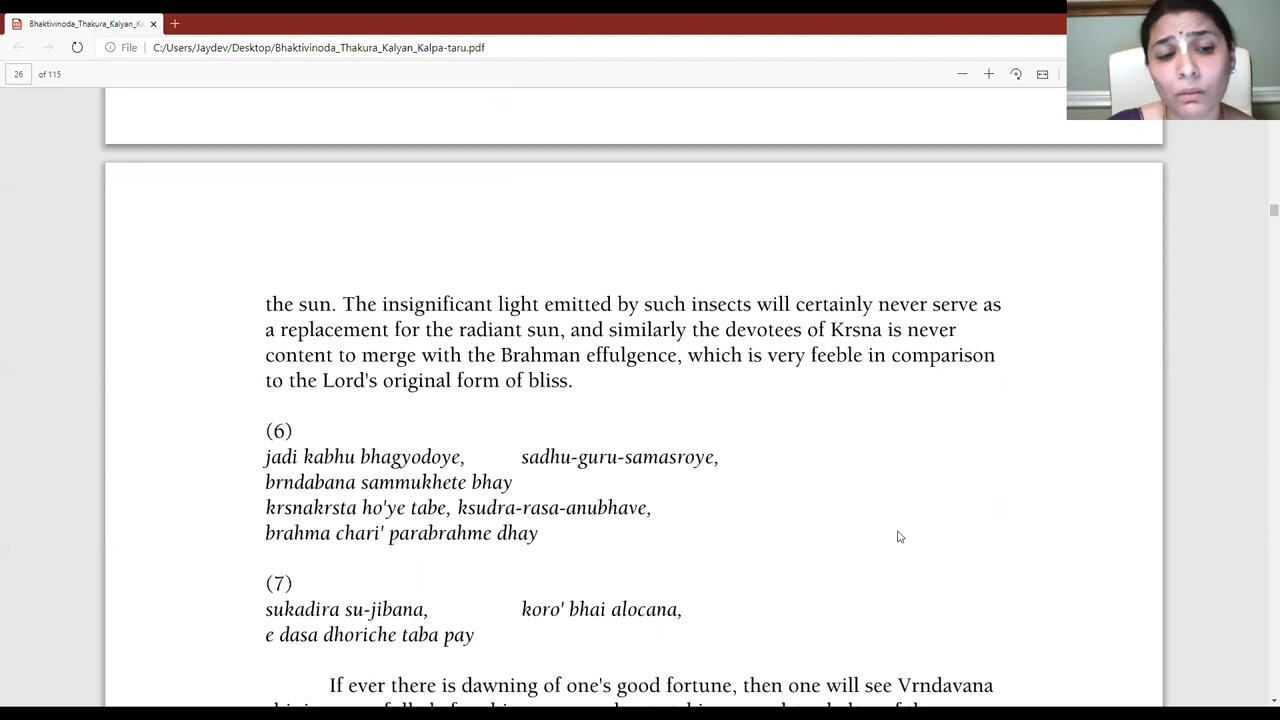 Bhaktivinoda_Thakura_Kalyan_K
File
C:/Users/Jaydev/Desktop/Bhaktivinoda_Thakura_Kalyan_Kalpa-taru.pdf
26 of 115
the sun. The insignificant light emitted by such insects will certainly never serve as
a replacement for the radiant sun, and similarly the devotees of Krsna is never
content to merge with the Brahman effulgence, which is very feeble in comparison
to the Lord's original form of bliss.
(6)
jadi kabhu bhagyodoye, sadhu-guru-samasroye,
brndabana sammukhete bhay
krsnakrsta ho'ye tabe, ksudra-rasa-anubhave,
brahma chari' parabrahme dhay
(7)
sukadira su-jibana, koro' bhai alocana,
e dasa dhoriche taba pay
If ever there is dawning of one's good fortune, then one will see Vrndavana